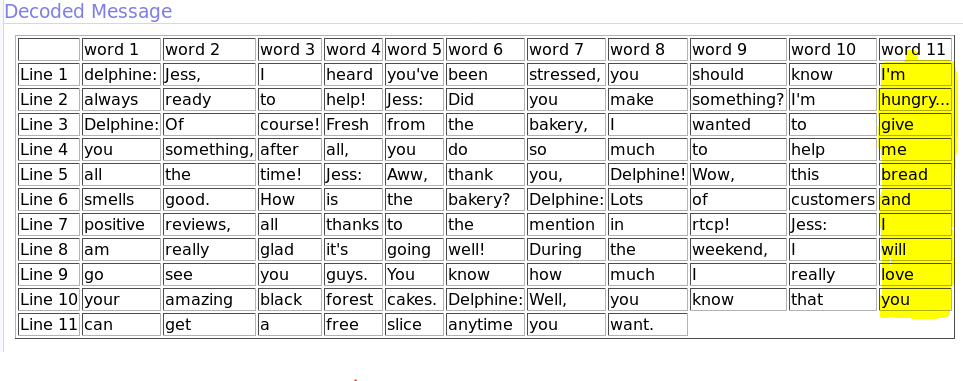 Decoded Message
word 1 word 2 word 3 word 4 word 5 word 6 word 7 word 8 word 9 word 10 word 11
Line 1 delphine: Jess, I heard you've been stressed, you should know I'm
Line 2 always ready to help! Jess: Did you make something? I'm hungry...
Line 3 Delphine: Of course! Fresh from the bakery, I wanted to give
Line 4 you something, after all, you do so much to help me
Line 5 all the time! Jess: Aww, thank you, Delphine! Wow, this bread
Line 6 smells good. How is the bakery? Delphine: Lots of customers and
Line 7 positive reviews, all thanks to the mention in rtcp! Jess: I
Line 8 am really glad it's going well! During the weekend, I will
Line 9 go see you guys. You know how much I really love
Line 10 your amazing black forest cakes. Delphine: Well, you know that you
Line 11 can get a free slice anytime you want.